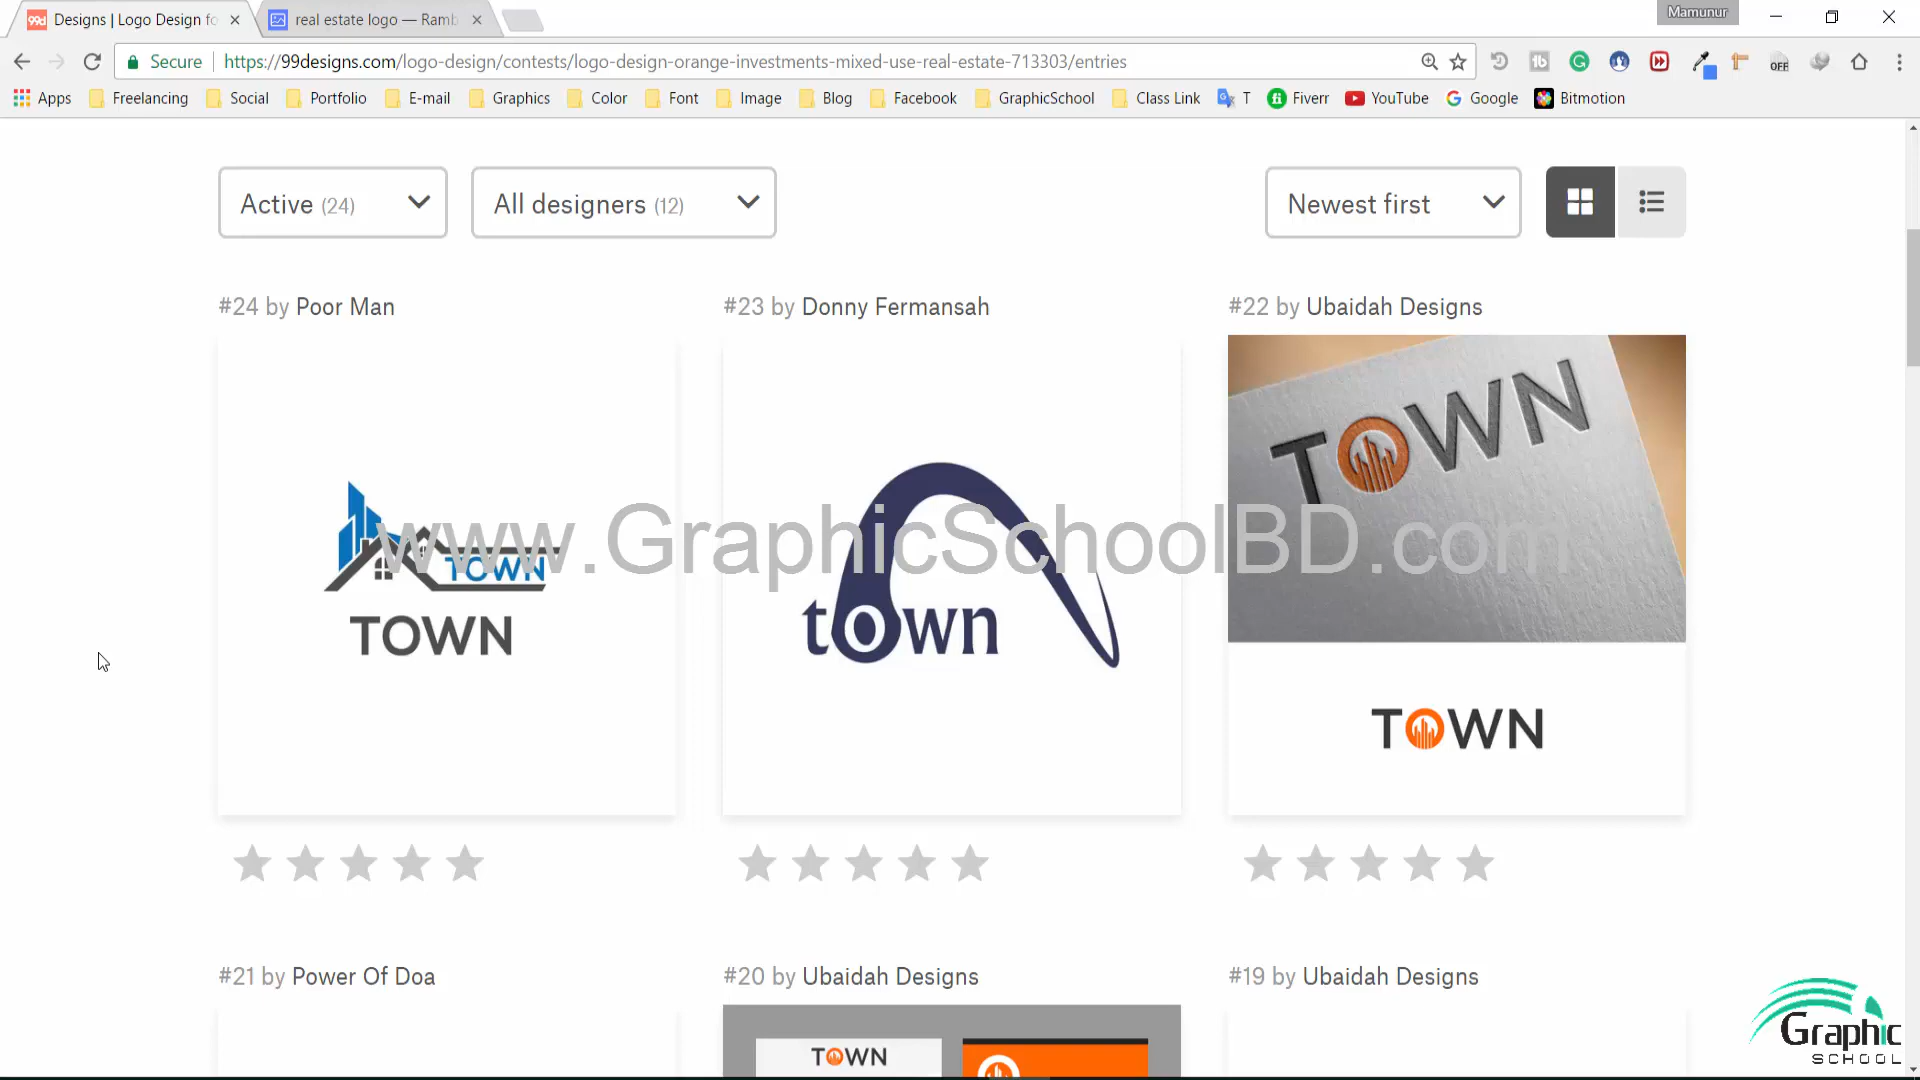 Mamunur
99d Designs | Logo Design fo
real estate logo — Ramb
Secure https://99designs.com/logo-design/contests/logo-design-orange-investments-mixed-use-real-estate-713303/entries
OFF
Apps Freelancing Social Portfolio E-mail Graphics Color Font Image Blog Facebook GraphicSchool Class Link T Fiverr YouTube Google Bitmotion
Active (24) All designers (12) Newest first
#24 by Poor Man
#23 by Donny Fermansah
#22 by Ubaidah Designs
TOWN
TOWN
town
TOWN
TOWN
www.GraphicSchoolBD.com
#21 by Power Of Doa
#20 by Ubaidah Designs
#19 by Ubaidah Designs
TOWN
Graphic
SCHOOL